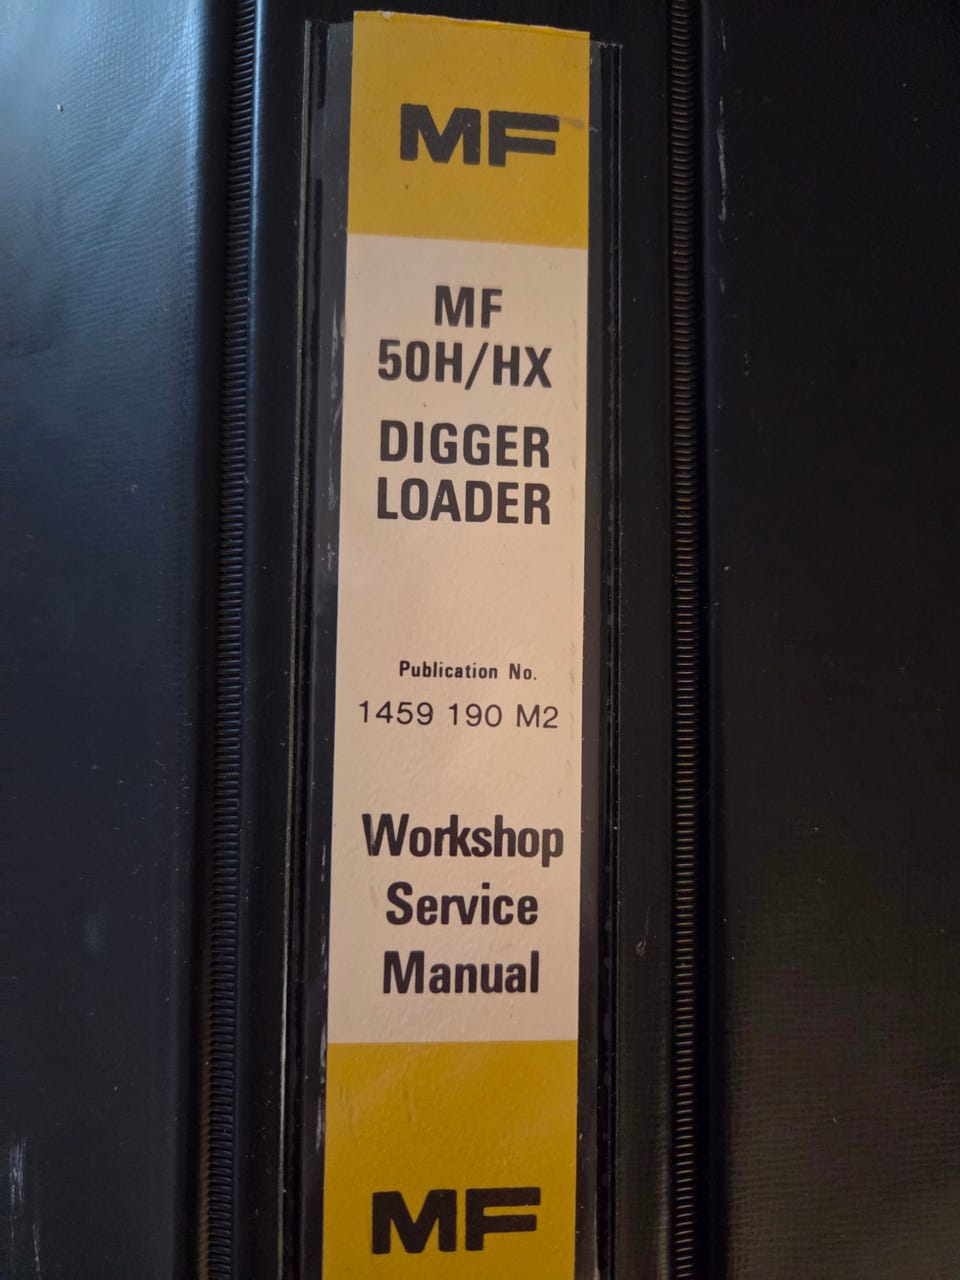 MF
MF
50H/HX
DIGGER
LOADER
Publication No.
1459 190 M2
Workshop
Service
Manual
MF